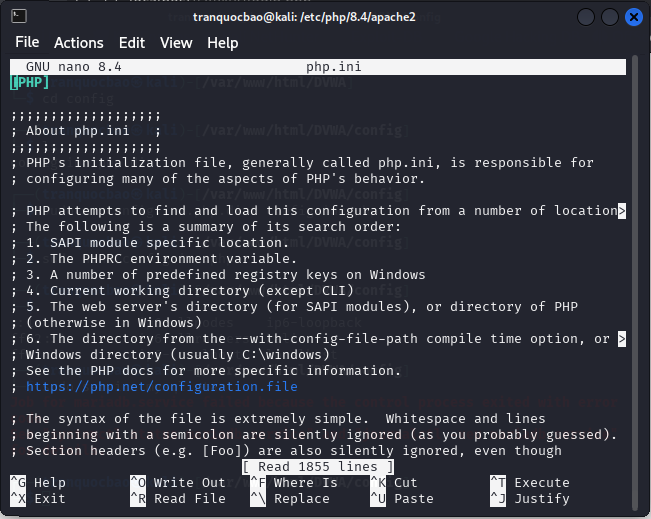 tranquocbao@kali: /etc/php/8.4/apache2
File Actions Edit View Help
GNU nano 8.4 php.ini
[PHP]
;;;;;;;;;;;;;;;;;;;
; About php.ini ;
;;;;;;;;;;;;;;;;;;;
; PHP's initialization file, generally called php.ini, is responsible for
; configuring many of the aspects of PHP's behavior.
; PHP attempts to find and load this configuration from a number of location>
; The following is a summary of its search order:
; 1. SAPI module specific location.
; 2. The PHPRC environment variable.
; 3. A number of predefined registry keys on Windows
; 4. Current working directory (except CLI)
; 5. The web server's directory (for SAPI modules), or directory of PHP
; (otherwise in Windows)
; 6. The directory from the --with-config-file-path compile time option, or >
; Windows directory (usually C:\windows)
; See the PHP docs for more specific information.
; https://php.net/configuration.file
; The syntax of the file is extremely simple. Whitespace and lines
; beginning with a semicolon are silently ignored (as you probably guessed).
; Section headers (e.g. [Foo]) are also silently ignored, even though
[ Read 1855 lines ]
^G Help ^O Write Out ^F Where Is ^K Cut ^T Execute
^X Exit ^R Read File ^\ Replace ^U Paste ^J Justify